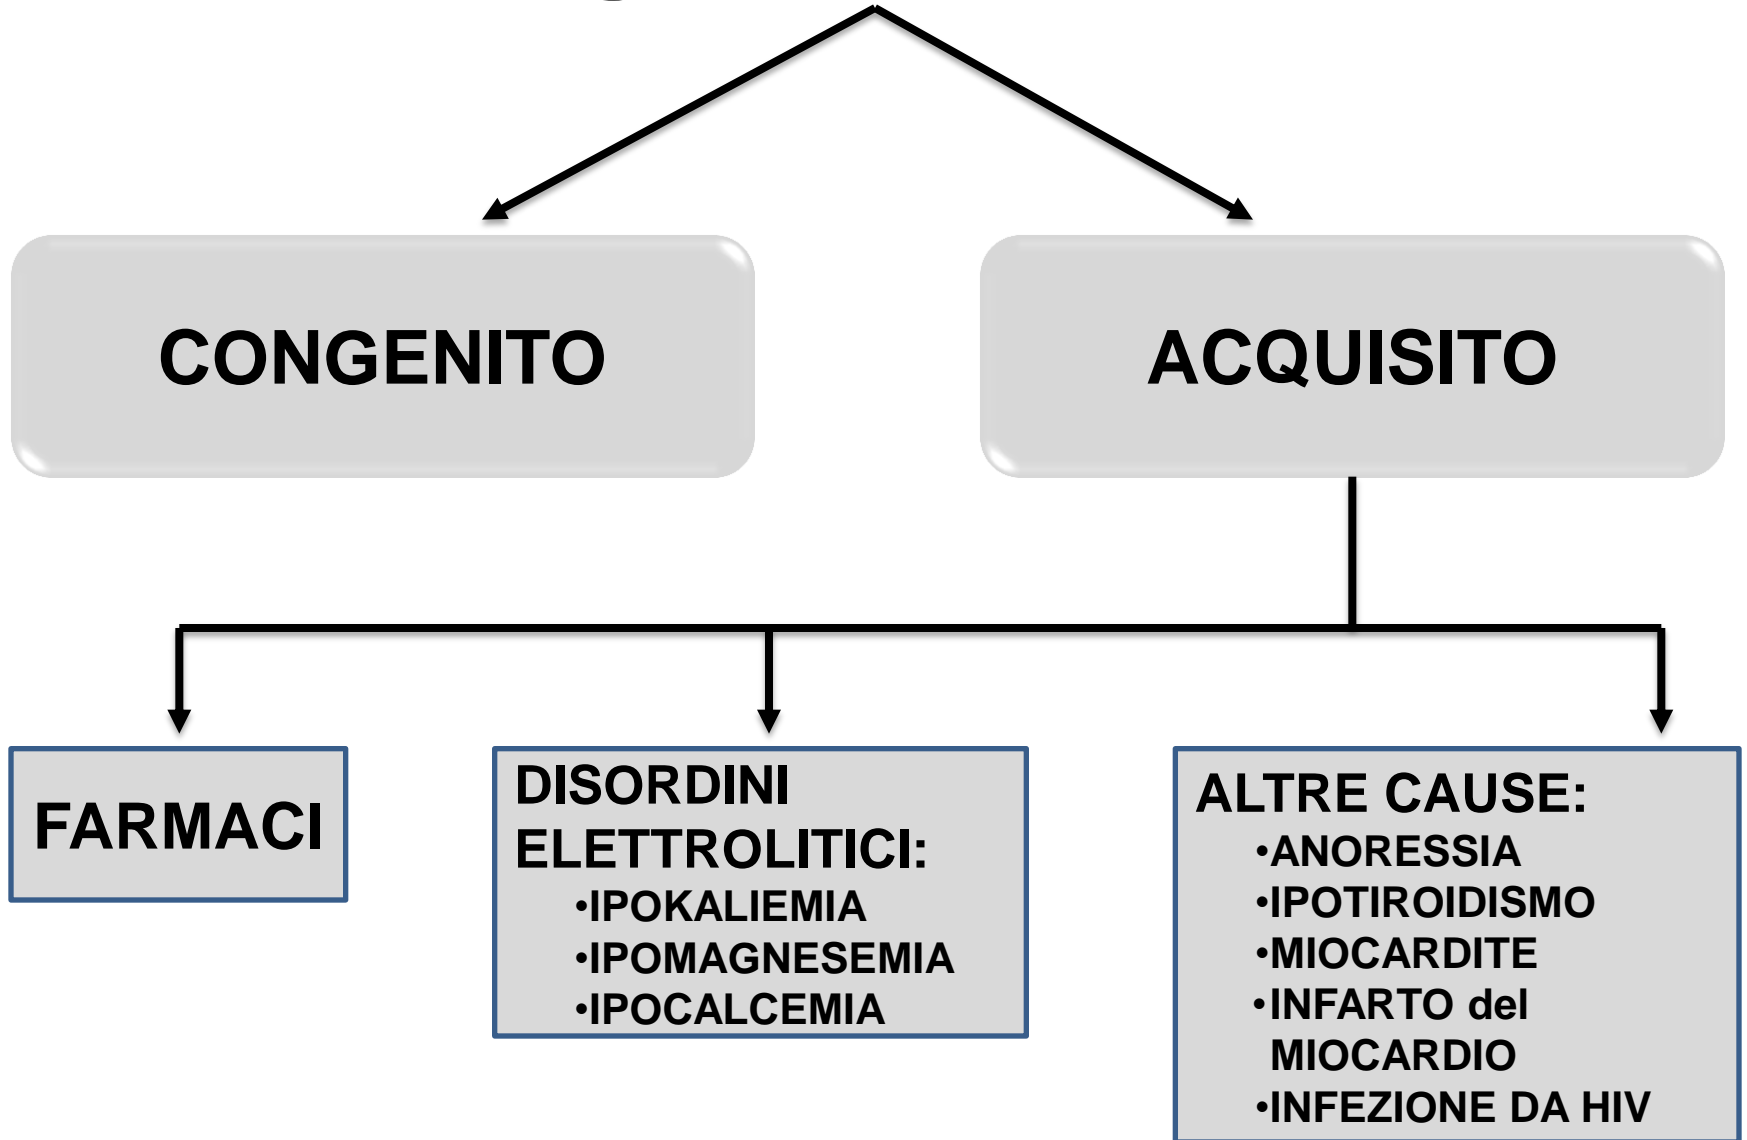 CONGENITO
ACQUISITO
FARMACI
DISORDINI
ELETTROLITICI:
•IPOKALIEMIA
•IPOMAGNESEMIA
•IPOCALCEMIA
ALTRE CAUSE:
•ANORESSIA
•IPOTIROIDISMO
•MIOCARDITE
•INFARTO del
MIOCARDIO
•INFEZIONE DA HIV